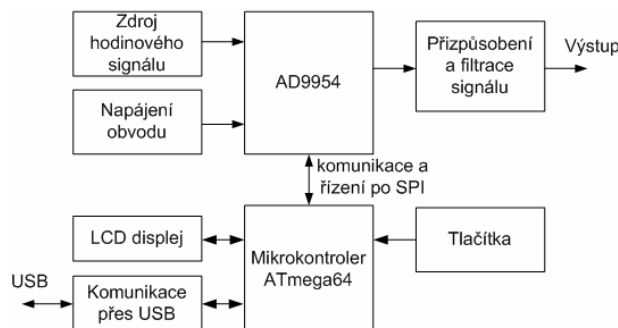 Zdroj
hodinového
signálu
AD9954
Přizpůsobení
a filtrace
signálu
Výstup
Napájení
obvodu
komunikace a
řízení po SPI
LCD displej
Mikrokontroler
ATmega64
Tlačítka
USB
Komunikace
přes USB